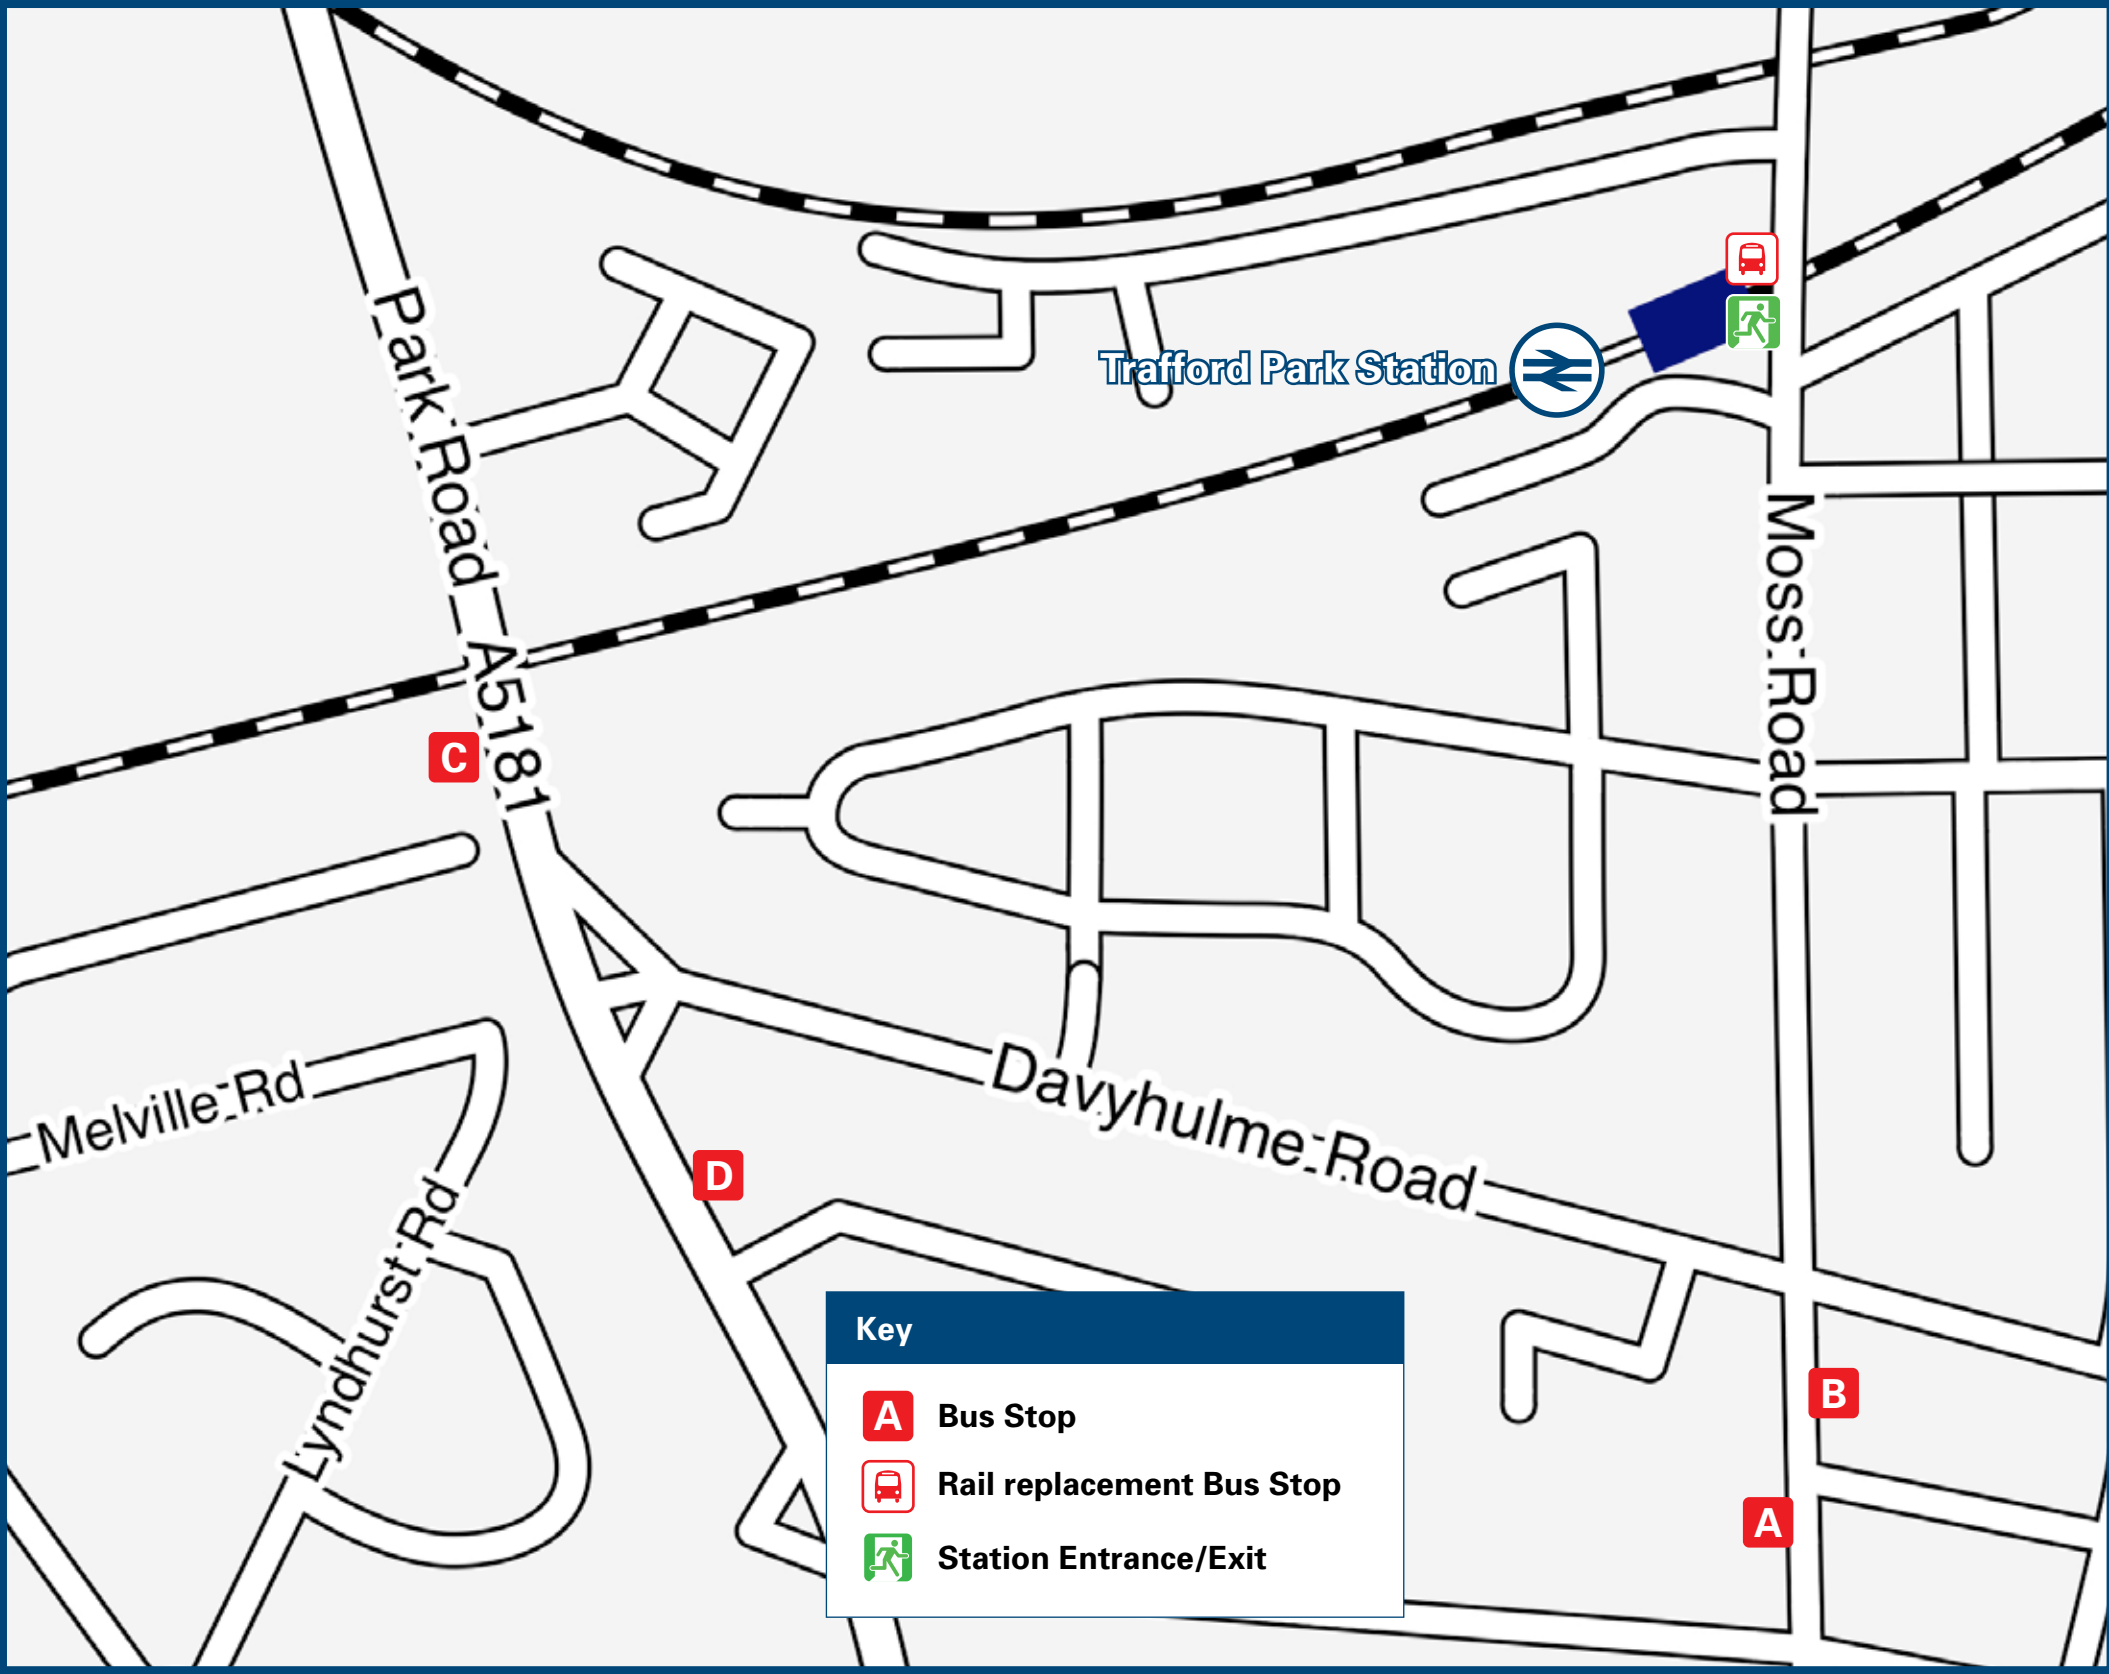 Park Road A5181
Trafford Park Station
Moss Road
C
Melville Rd
Davyhulme Road
D
Lyndhurst Rd
Key
A Bus Stop
Rail replacement Bus Stop
Station Entrance/Exit
B
A